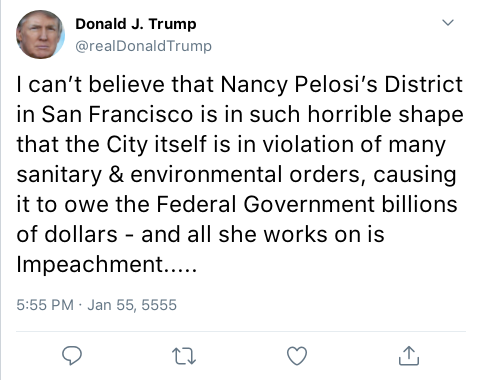 Donald J. Trump
@realDonaldTrump
I can’t believe that Nancy Pelosi’s District
in San Francisco is in such horrible shape
that the City itself is in violation of many
sanitary & environmental orders, causing
it to owe the Federal Government billions
of dollars - and all she works on is
Impeachment.....
5:55 PM · Jan 55, 5555